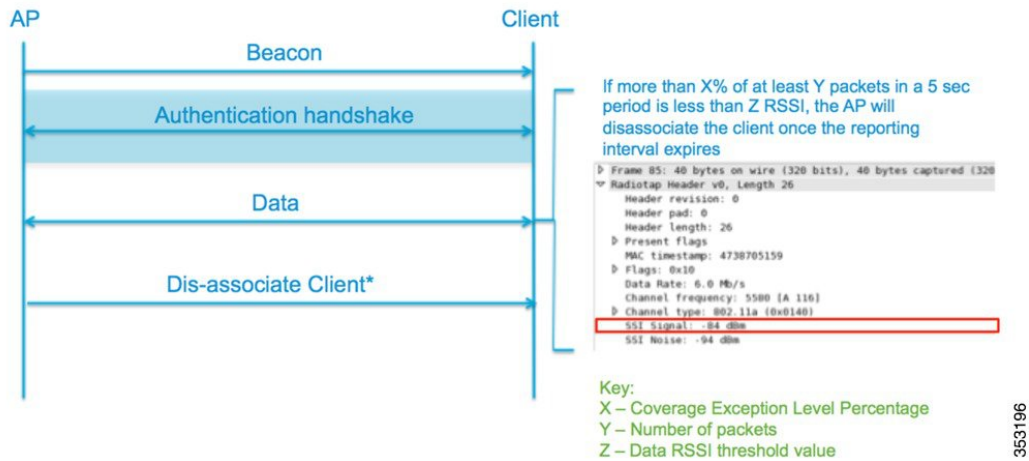 AP
Client
Beacon
Authentication handshake
Data
Dis-associate Client*
If more than X% of at least Y packets in a 5 sec
period is less than Z RSSI, the AP will
disassociate the client once the reporting
interval expires
Frame 85: 40 bytes on wire (320 bits), 40 bytes captured (320
Radiotap Header v0, Length 26
Header revision: 0
Header pad: 0
Header length: 26
Present flags
MAC timestamp: 4738705159
Flags: 0x10
Data Rate: 6.0 Mb/s
Channel frequency: 5580 [A 116]
Channel type: 802.11a (0x0140)
SSI Signal: -84 dBm
SSI Noise: -94 dBm
Key:
X – Coverage Exception Level Percentage
Y – Number of packets
Z – Data RSSI threshold value
353196